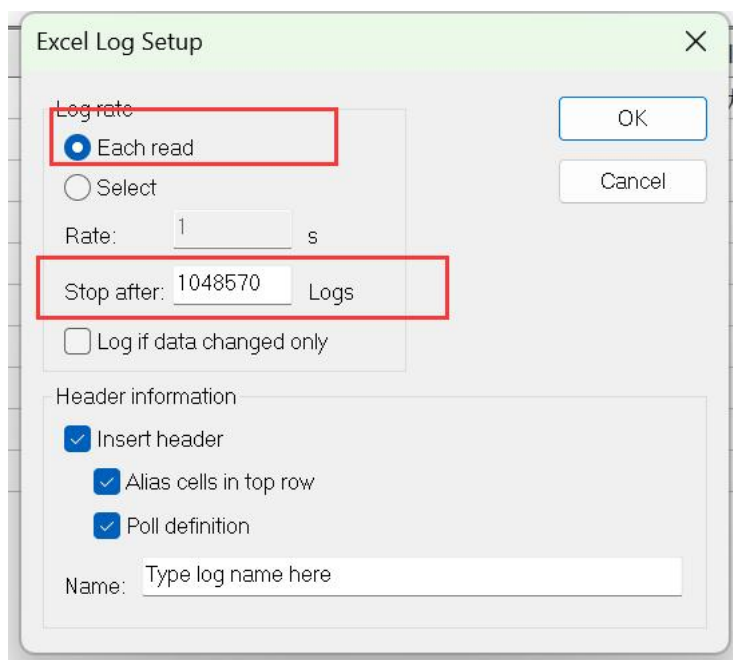 Excel Log Setup
Log rate
Each read
OK
Select
Cancel
Rate: 1 s
Stop after: 1048570 Logs
Log if data changed only
Header information
Insert header
Alias cells in top row
Poll definition
Name: Type log name here